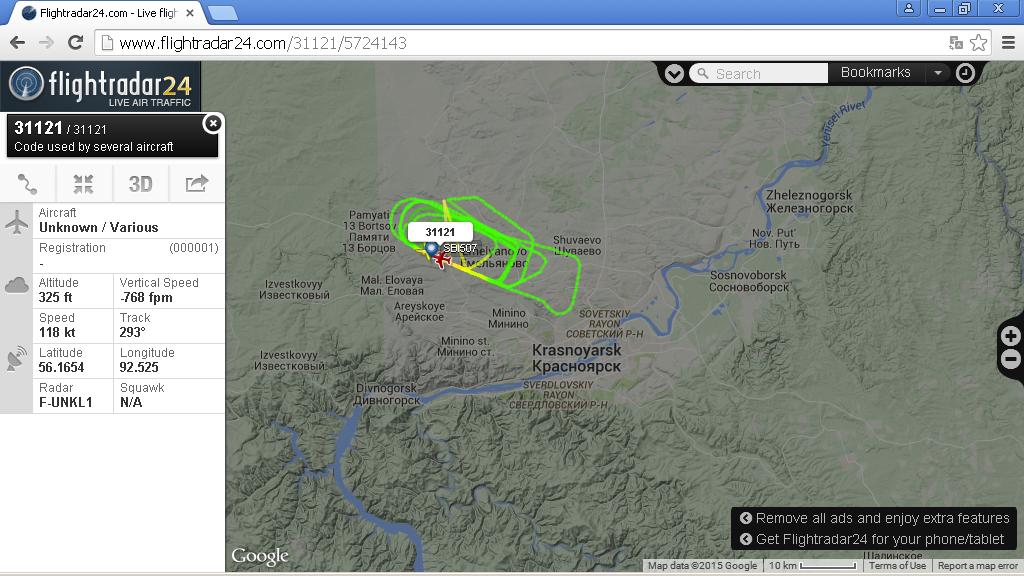 Flightradar24.com - Live fligh
www.flightradar24.com/31121/5724143
flightradar24
LIVE AIR TRAFFIC
Search
Bookmarks
31121 / 31121
Code used by several aircraft
3D
Aircraft
Unknown / Various
Registration (000001)
-
Altitude Vertical Speed
325 ft -768 fpm
Speed Track
118 kt 293°
Latitude Longitude
56.1654 92.525
Radar Squawk
F-UNKL1 N/A
Yenisei River
Zheleznogorsk
Железногорск
Pamyati
13 Bortsov
Памяти
13 Борцов
31121
SBI507
Emelyanovo
Емельяново
Shuvaevo
Шуваево
Nov. Put'
Нов. Путь
Sosnovoborsk
Сосновоборск
Izvestkovyy
Известковый
Mal. Elovaya
Мал. Еловая
Areyskoye
Арейское
Minino
Минино
SOVETSKIY
RAYON
СОВЕТСКИЙ Р-Н
Minino st.
Минино ст.
Izvestkovyy
Известковый
Krasnoyarsk
Красноярск
Divnogorsk
Дивногорск
SVERDLOVSKIY
RAYON
СВЕРДЛОВСКИЙ Р-Н
Remove all ads and enjoy extra features
Get Flightradar24 for your phone/tablet
Шалинское
Google
Map data ©2015 Google 10 km Terms of Use Report a map error